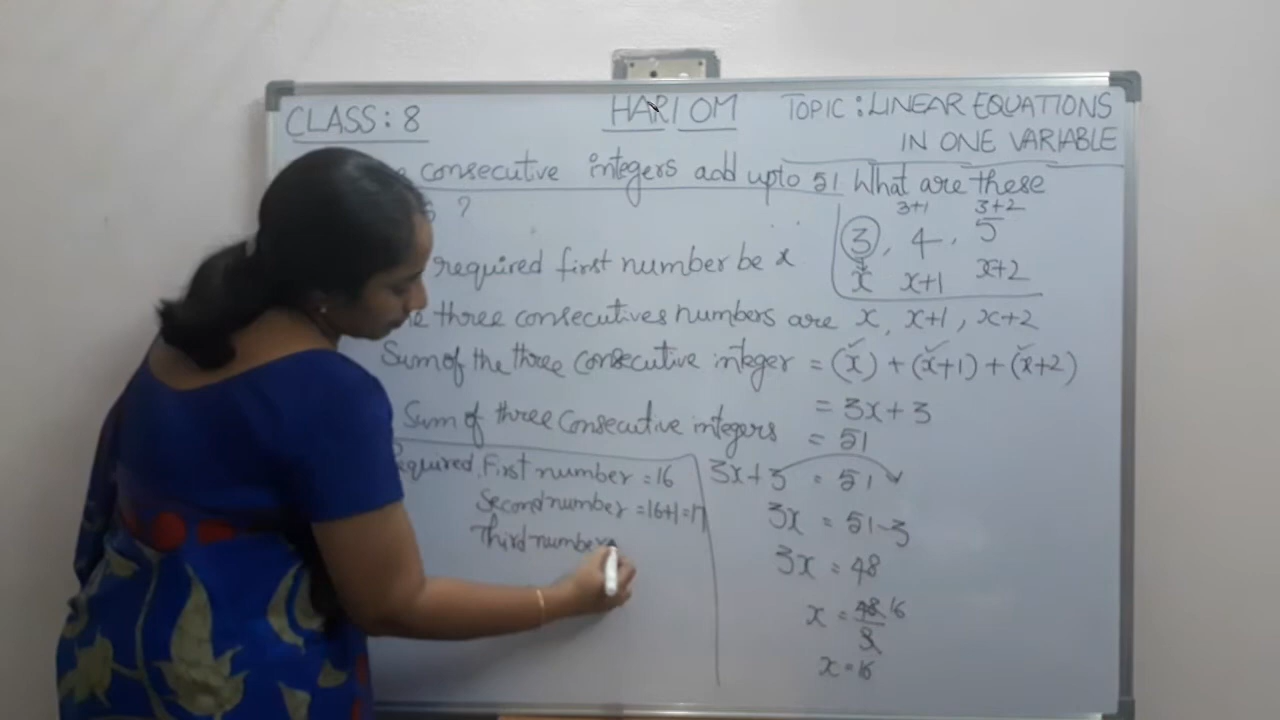 CLASS: 8
HARI OM
TOPIC: LINEAR EQUATIONS
IN ONE VARIABLE
consecutive integers add upto 51 What are these
?
3+1 3+2
3, 4, 5
x x+1 x+2
required first number be x
three consecutives numbers are x, x+1, x+2
Sum of the three consecutive integer = (x) + (x+1) + (x+2)
= 3x+3
Sum of three consecutive integers = 51
First number = 16
Second number = 16+1=17
Third number
3x+3 = 51
3x = 51-3
3x = 48
x = 48 16
3
x = 16